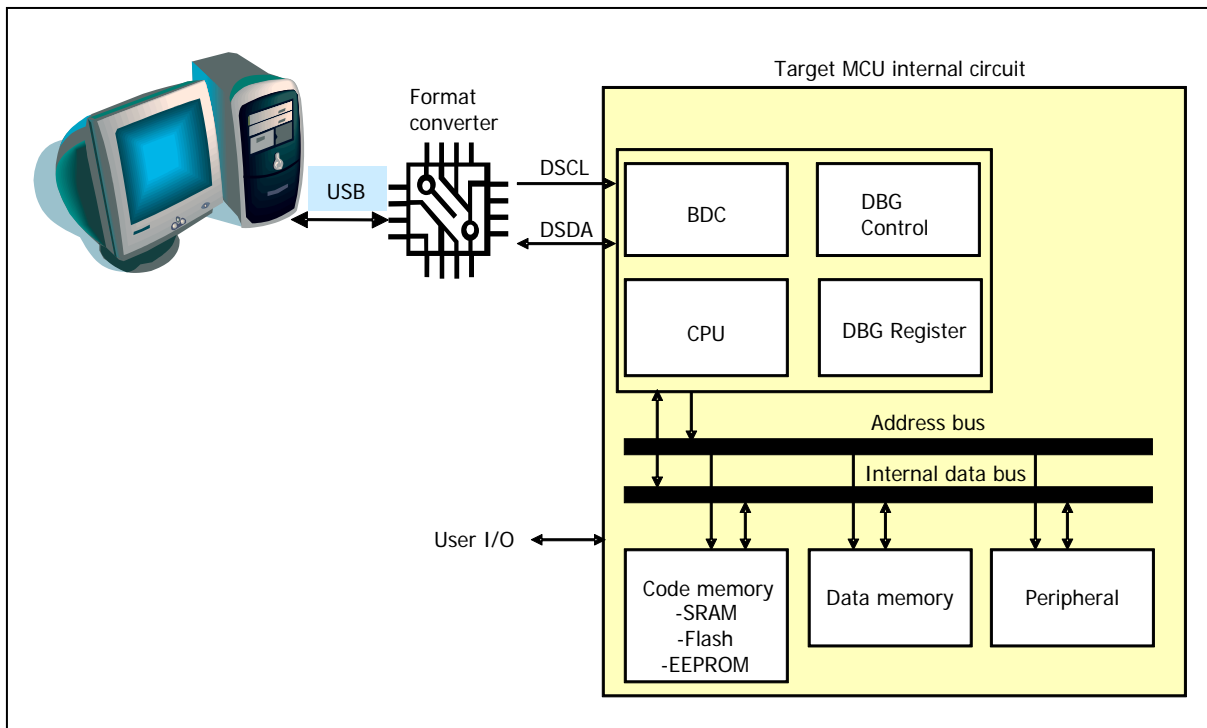 Target MCU internal circuit
Format
converter
USB
DSCL
DSDA
BDC
DBG
Control
CPU
DBG Register
Address bus
Internal data bus
User I/O
Code memory
-SRAM
-Flash
-EEPROM
Data memory
Peripheral